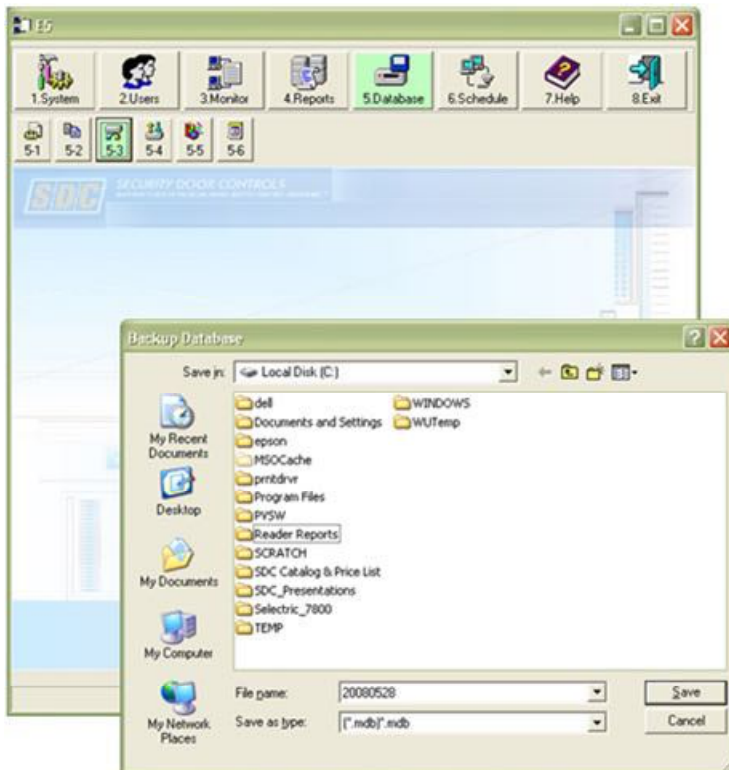 E5
1.System 2.Users 3.Monitor 4.Reports 5.Database 6.Schedule 7.Help 8.Exit
5-1 5-2 5-3 5-4 5-5 5-6
SDC SECURITY DOOR CONTROLS
Backup Database
Save in: Local Disk (C:)
My Recent Documents
Desktop
My Documents
My Computer
My Network Places
dell
Documents and Settings
epson
MSOCache
prntdrvr
Program Files
PVSW
Reader Reports
SCRATCH
SDC Catalog & Price List
SDC_Presentations
Selectric_7800
TEMP
WINDOWS
WUTemp
File name: 20080528 Save
Save as type: (*.mdb)*.mdb Cancel